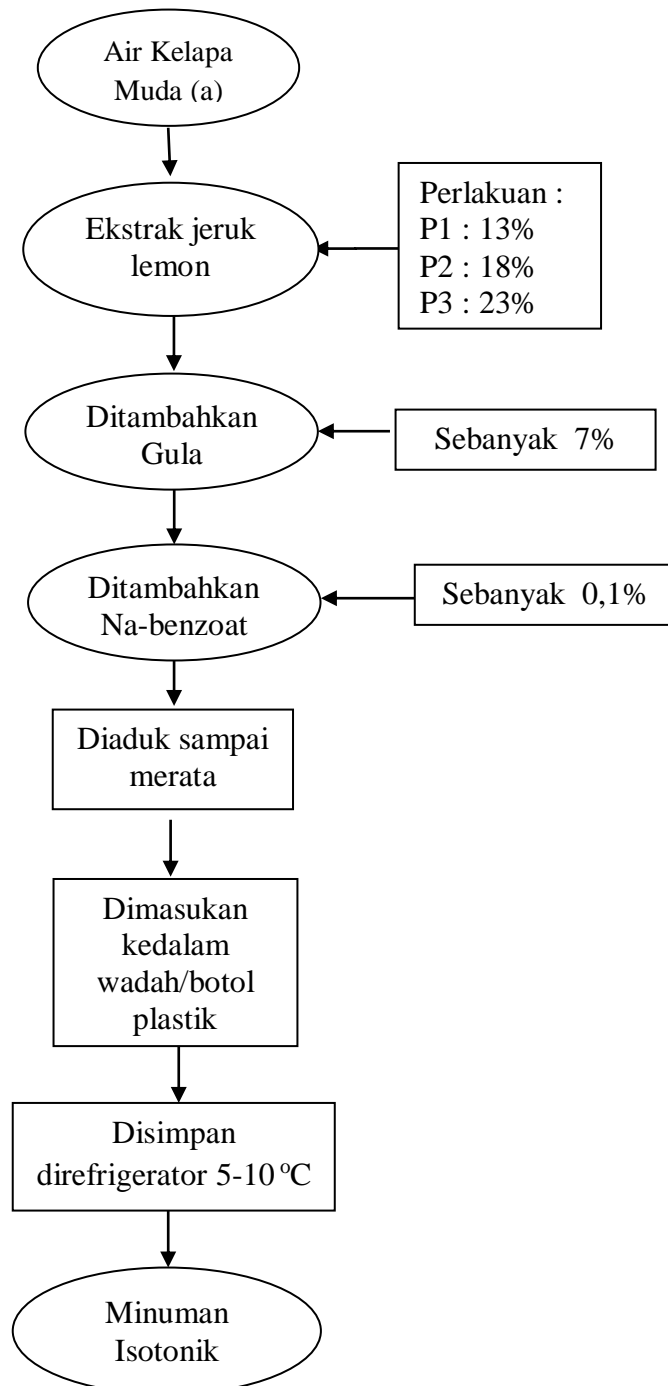 Air Kelapa
Muda (a)
Ekstrak jeruk
lemon
Perlakuan :
P1 : 13%
P2 : 18%
P3 : 23%
Ditambahkan
Gula
Sebanyak 7%
Ditambahkan
Na-benzoat
Sebanyak 0,1%
Diaduk sampai
merata
Dimasukan
kedalam
wadah/botol
plastik
Disimpan
direfrigerator 5-10 ºC
Minuman
Isotonik